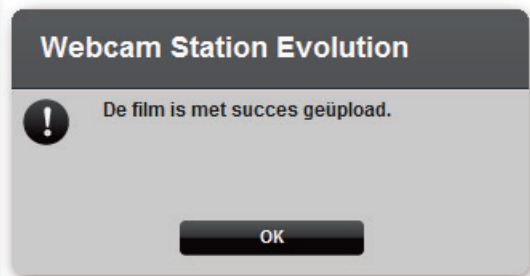 Webcam Station Evolution
De film is met succes geüpload.
OK